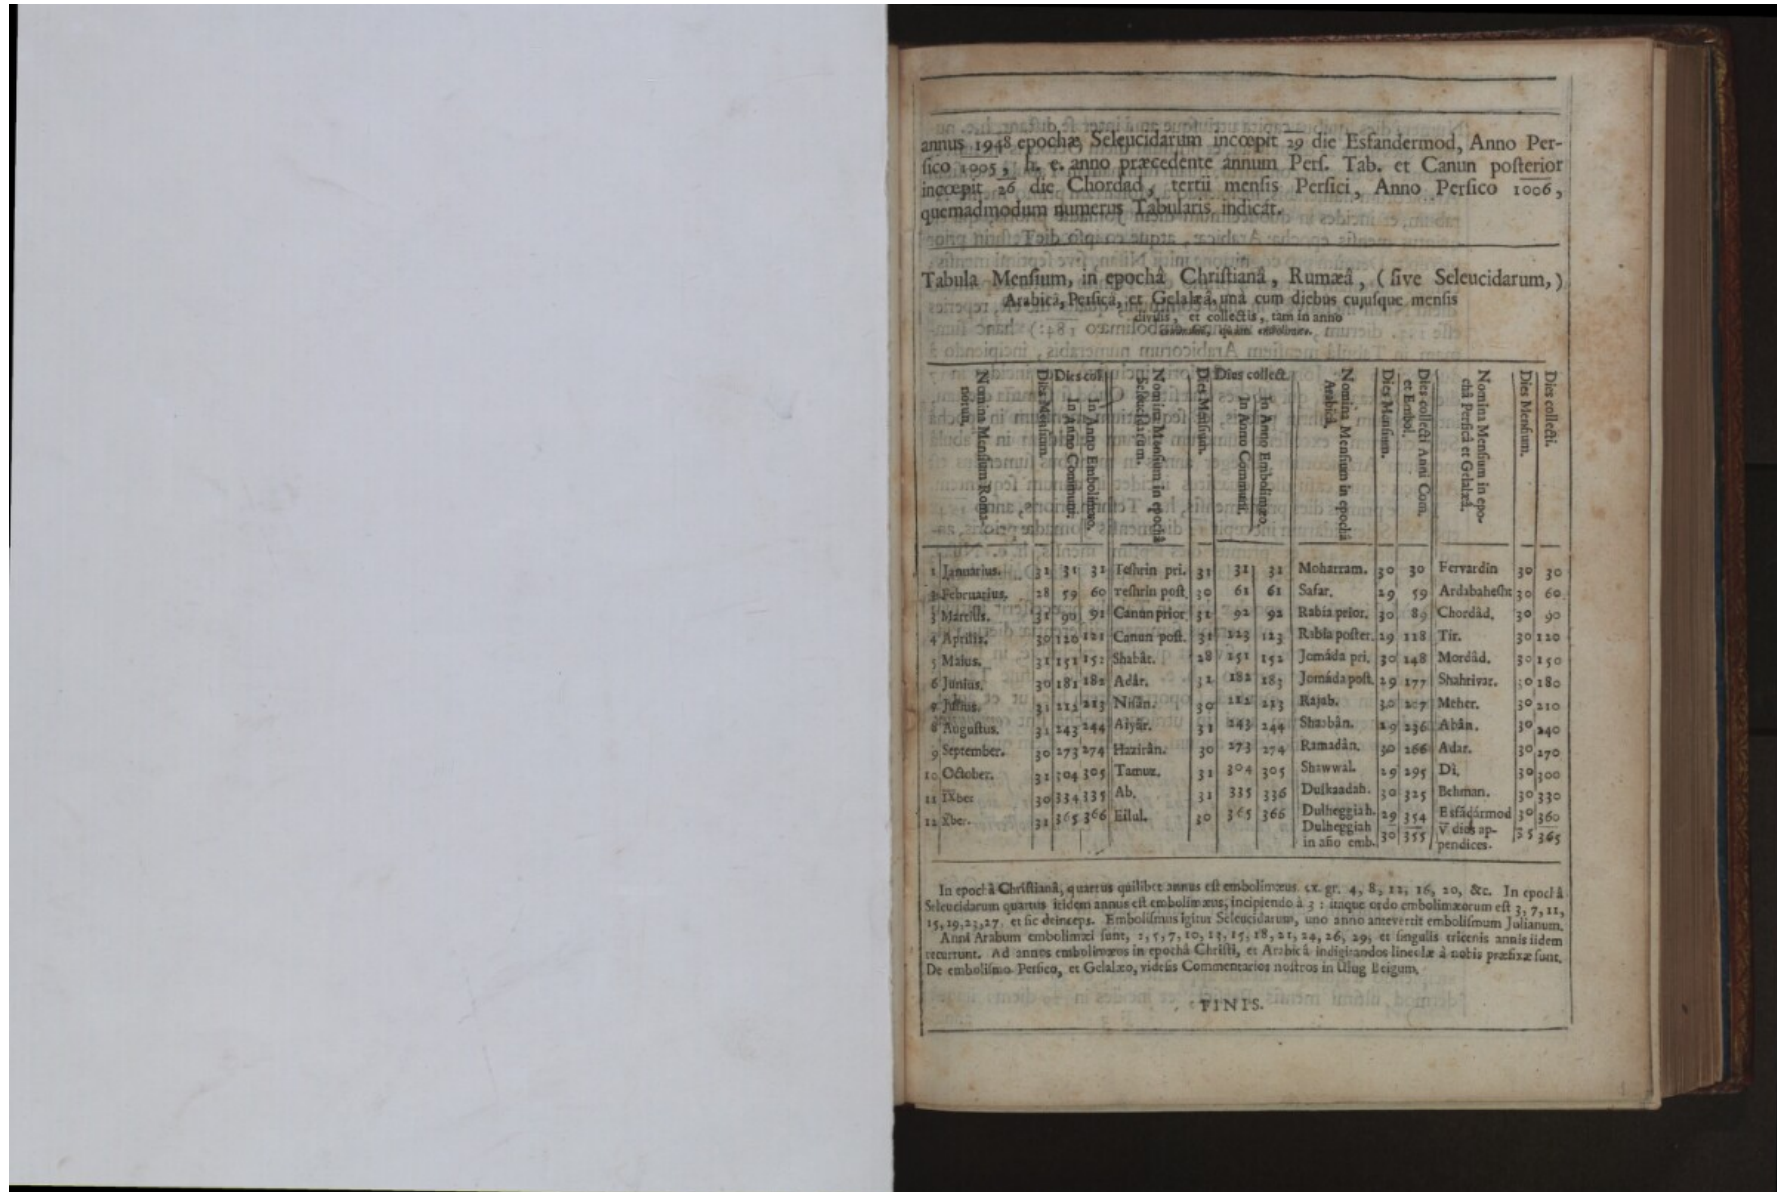 annus 1948 epochæ Seleucidarum incœpit 29 die Esfandermod, Anno Per-
sico 1005, h. e. anno præcedente annum Pers. Tab. et Canun posterior
incœpit 26 die Chordad, tertii mensis Persici, Anno Persico 1006,
quemadmodum numerus Tabularis indicat.
Tabula Mensium, in epochâ Christianâ, Rumæâ, (sive Seleucidarum,)
Arabicâ, Persicâ, et Gelalæâ, unà cum diebus cujusque mensis
divisis, et collectis, tam in anno
communi, quàm embolimæo.
Nomina Mensium Romanorum. Dies Mensium. Dies col. In Anno Communi. In Anno Embolimæo. Nomina Mensium in epochâ Seleucidarum. Dies Mensium. Dies collect. In Anno Communi. In Anno Embolimæo. Nomina Mensium in epochâ Arabicâ. Dies Mensium. Dies collecti Anni Com. et Embol. Nomina Mensium in epochâ Persicâ et Gelalæâ. Dies Mensium. Dies collecti.
1 Januarius. 31 31 31 Teshrin pri. 31 31 31 Moharram. 30 30 Fervardin 30 30
2 Februarius. 28 59 60 Teshrin post. 30 61 61 Safar. 29 59 Ardabahesht 30 60
3 Martius. 31 90 91 Canun prior 31 92 92 Rabia prior. 30 89 Chordâd. 30 90
4 Aprilis. 30 120 121 Canun post. 31 123 123 Rabia poster. 29 118 Tir. 30 120
5 Maius. 31 151 152 Shabât. 28 151 152 Jomáda pri. 30 148 Mordâd. 30 150
6 Junius. 30 181 182 Adâr. 31 182 183 Jomáda post. 29 177 Shahrivar. 30 180
7 Julius. 31 212 213 Nisân. 30 212 213 Rajab. 30 207 Meher. 30 210
8 Augustus. 31 243 244 Aiyâr. 31 243 244 Shaabân. 29 236 Abân. 30 240
9 September. 30 273 274 Hazirân. 30 273 274 Ramadân. 30 266 Adar. 30 270
10 October. 31 304 305 Tamuz. 31 304 305 Shawwal. 29 295 Di. 30 300
11 IXber 30 334 335 Ab. 31 335 336 Dulkaadah. 30 325 Behman. 30 330
12 Xber. 31 365 366 Eilul. 30 365 366 Dulheggiah. 29 354 Esfâdármod 30 360
Dulheggiah in año emb. 30 355 V dies appendices. 35 365
In epochâ Christianâ, quartus quilibet annus est embolimæus. ex. gr. 4, 8, 12, 16, 20, &c. In epochâ
Seleucidarum quartus itidem annus est embolimæus, incipiendo à 3 : itaque ordo embolimæorum est 3, 7, 11,
15, 19, 23, 27, et sic deinceps. Embolismus igitur Seleucidarum, uno anno antevertit embolismum Julianum.
Anni Arabum embolimæi sunt, 2, 5, 7, 10, 13, 15, 18, 21, 24, 26, 29, et singulis tricenis annis iidem
recurrunt. Ad annos embolimæos in epochâ Christi, et Arabicâ indigitandos lineolæ à nobis præfixæ sunt.
De embolismo Persico, et Gelalæo, videsis Commentarios nostros in Ulug Beigum.
FINIS.